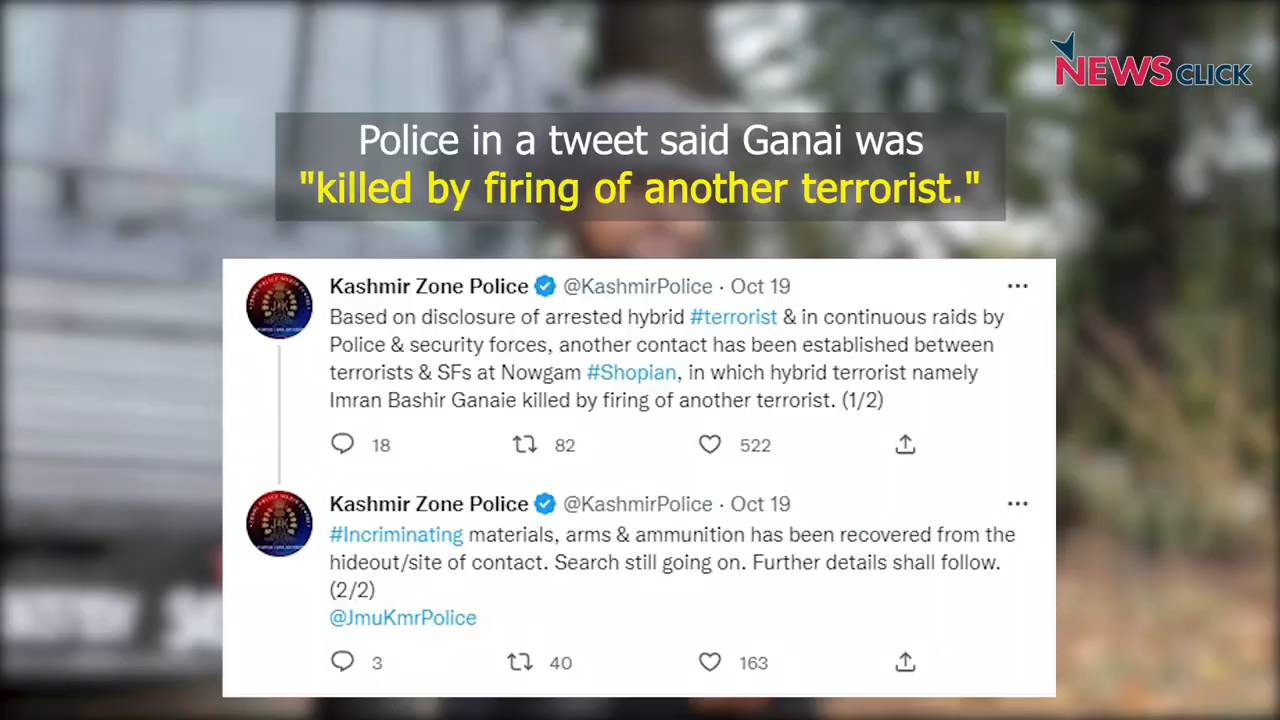 NEWSCLICK
Police in a tweet said Ganai was
"killed by firing of another terrorist."
Kashmir Zone Police @KashmirPolice · Oct 19
Based on disclosure of arrested hybrid #terrorist & in continuous raids by
Police & security forces, another contact has been established between
terrorists & SFs at Nowgam #Shopian, in which hybrid terrorist namely
Imran Bashir Ganaie killed by firing of another terrorist. (1/2)
18 82 522
Kashmir Zone Police @KashmirPolice · Oct 19
#Incriminating materials, arms & ammunition has been recovered from the
hideout/site of contact. Search still going on. Further details shall follow.
(2/2)
@JmuKmrPolice
3 40 163